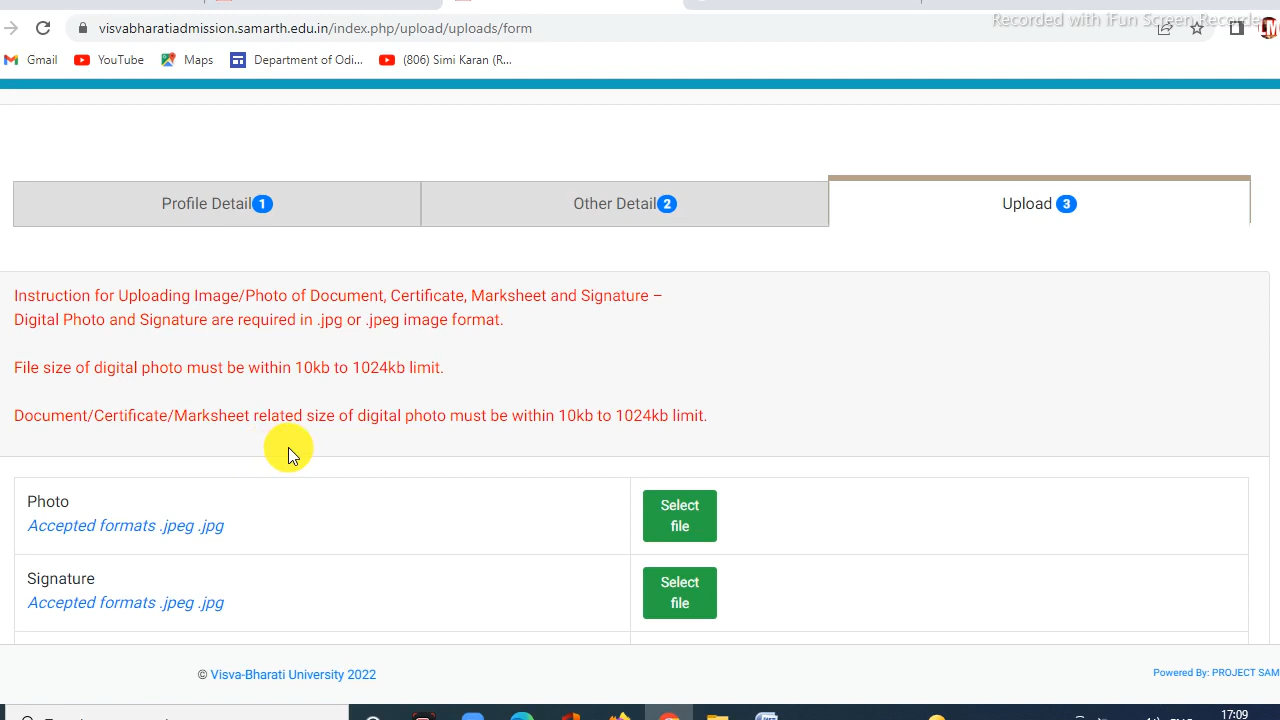 Recorded with iFun Screen Recorde
visvabharatiadmission.samarth.edu.in/index.php/upload/uploads/form
Gmail YouTube Maps Department of Odi... (806) Simi Karan (R...
Profile Detail 1 Other Detail 2 Upload 3
Instruction for Uploading Image/Photo of Document, Certificate, Marksheet and Signature –
Digital Photo and Signature are required in .jpg or .jpeg image format.
File size of digital photo must be within 10kb to 1024kb limit.
Document/Certificate/Marksheet related size of digital photo must be within 10kb to 1024kb limit.
Photo
Accepted formats .jpeg .jpg
Select
file
Signature
Accepted formats .jpeg .jpg
Select
file
© Visva-Bharati University 2022
Powered By: PROJECT SAM
17:09